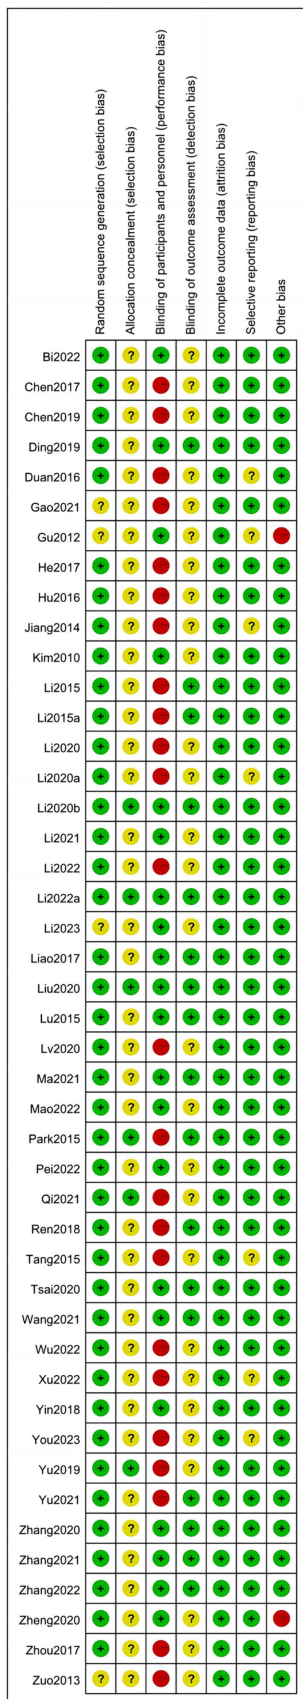 Random sequence generation (selection bias)
Allocation concealment (selection bias)
Blinding of participants and personnel (performance bias)
Blinding of outcome assessment (detection bias)
Incomplete outcome data (attrition bias)
Selective reporting (reporting bias)
Other bias
Bi2022 + ? + ? + + +
Chen2017 + ? - ? + + +
Chen2019 + ? - ? + + +
Ding2019 + ? + + + + +
Duan2016 + ? - ? + ? +
Gao2021 ? ? - ? + + +
Gu2012 ? ? + ? + ? -
He2017 + ? - ? + + +
Hu2016 + ? - ? + + +
Jiang2014 + ? - ? + ? +
Kim2010 + ? + ? + + +
Li2015 + ? - + + + +
Li2015a + ? - + + + +
Li2020 + ? - ? + + +
Li2020a + ? - ? + ? +
Li2020b + + + + + + +
Li2021 + ? + ? + + +
Li2022 + ? - ? + + +
Li2022a + + + + + + +
Li2023 ? ? + ? + + +
Liao2017 + ? + + + + +
Liu2020 + + + + + + +
Lu2015 + ? + + + + +
Lv2020 + ? - ? + + +
Ma2021 + ? + + + + +
Mao2022 + ? + ? + + +
Park2015 + + - + + + +
Pei2022 + ? + ? + + +
Qi2021 + + - ? + + +
Ren2018 + ? - + + + +
Tang2015 + ? - ? + ? +
Tsai2020 + ? + + + + +
Wang2021 + ? + + + + +
Wu2022 + ? - ? + + +
Xu2022 + ? - ? + ? +
Yin2018 + ? + ? + + +
You2023 + ? - ? + ? +
Yu2019 + + - ? + + +
Yu2021 + ? - + + + +
Zhang2020 + ? + + + + +
Zhang2021 + ? + + + + +
Zhang2022 + ? + + + + +
Zheng2020 + ? + ? + + -
Zhou2017 + ? - ? + + +
Zuo2013 ? ? - ? + + +